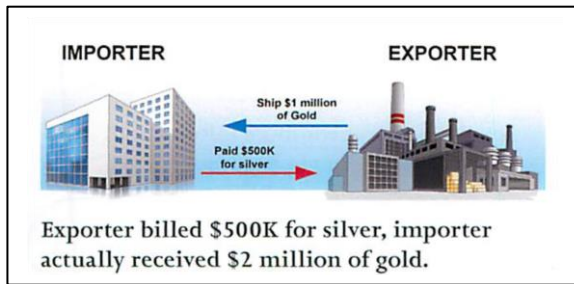 IMPORTER
EXPORTER
Ship $1 million
of Gold
Paid $500K
for silver
Exporter billed $500K for silver, importer
actually received $2 million of gold.